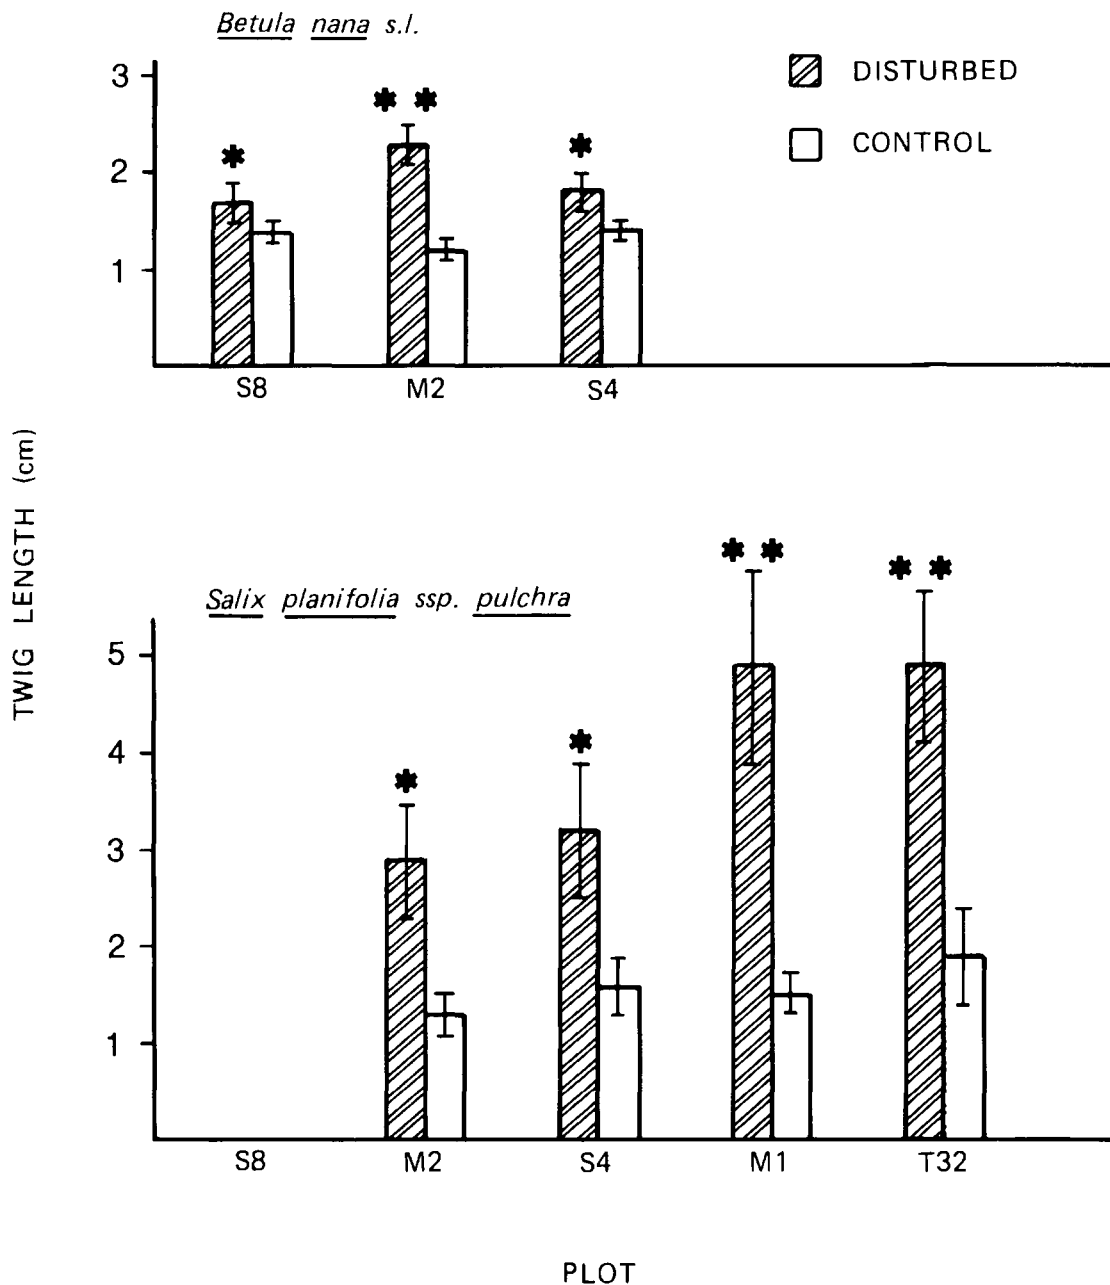 Betula nana s.l.
DISTURBED
CONTROL
3
2
1
* 
* *
*
S8 M2 S4
TWIG LENGTH (cm)
Salix planifolia ssp. pulchra
5
4
3
2
1
*
*
* *
* *
S8 M2 S4 M1 T32
PLOT